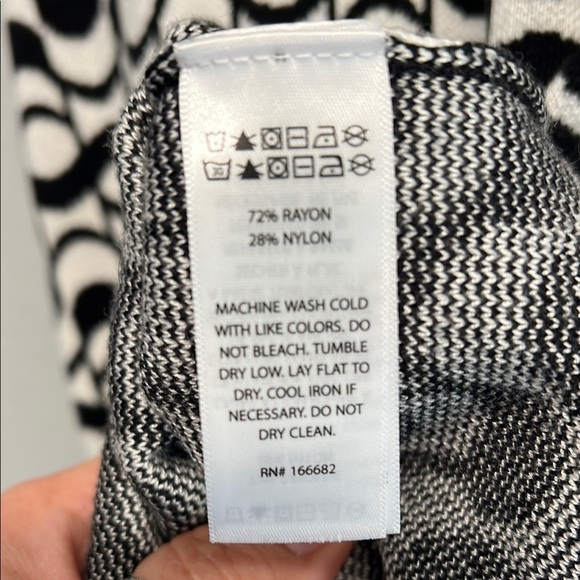 30
72% RAYON
28% NYLON
MACHINE WASH COLD
WITH LIKE COLORS. DO
NOT BLEACH. TUMBLE
DRY LOW. LAY FLAT TO
DRY. COOL IRON IF
NECESSARY. DO NOT
DRY CLEAN.
RN# 166682